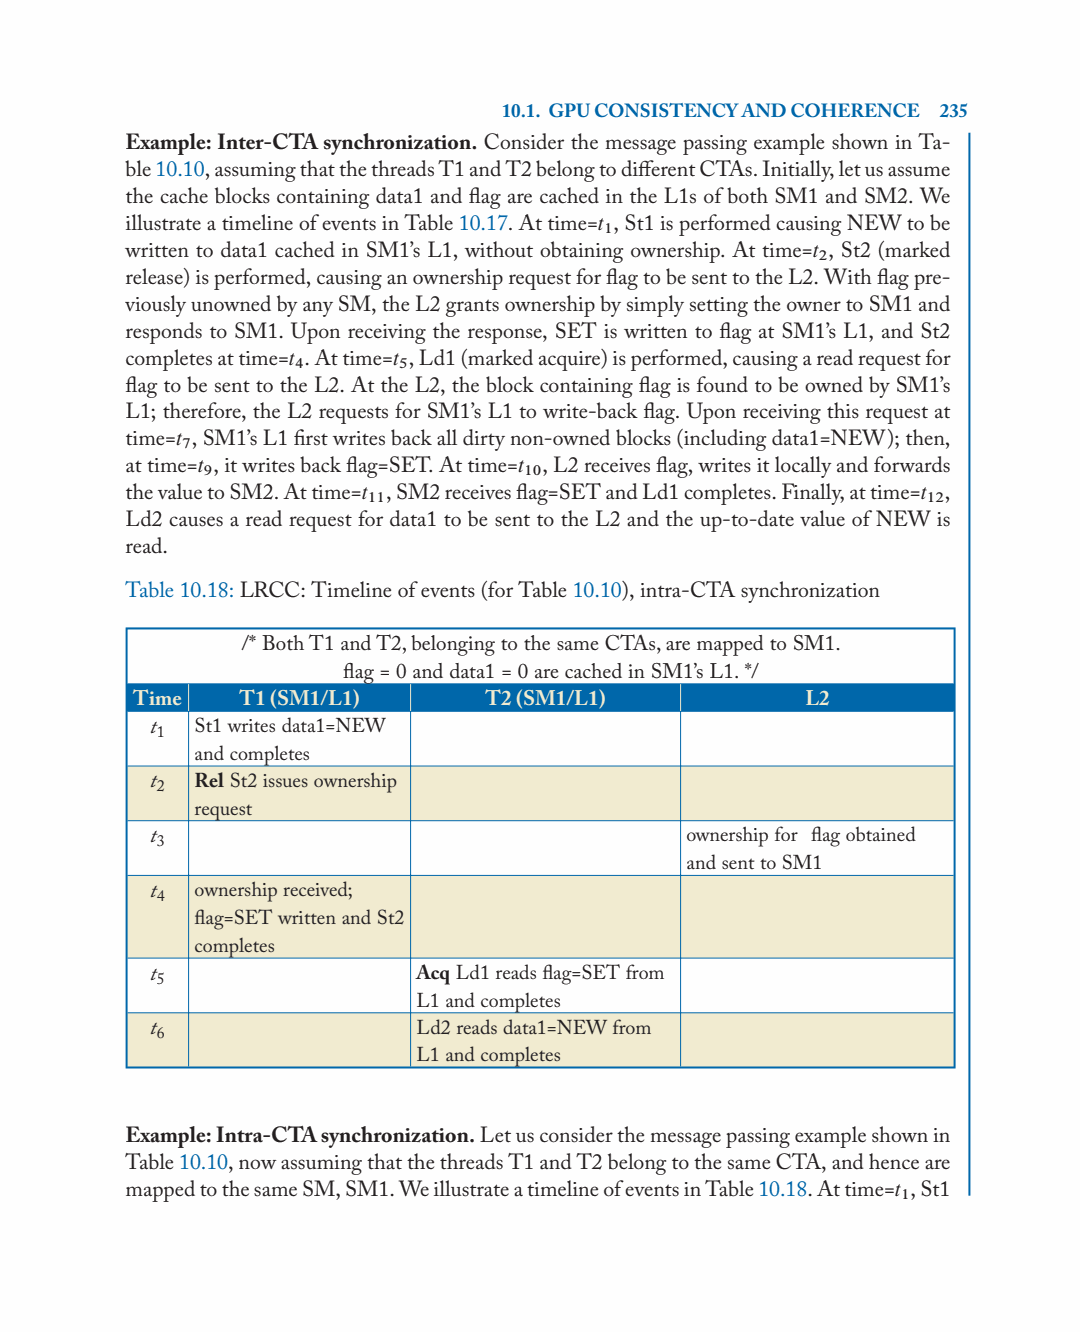 10.1. GPU CONSISTENCY AND COHERENCE 235
Example: Inter-CTA synchronization. Consider the message passing example shown in Ta-
ble 10.10, assuming that the threads T1 and T2 belong to different CTAs. Initially, let us assume
the cache blocks containing data1 and flag are cached in the L1s of both SM1 and SM2. We
illustrate a timeline of events in Table 10.17. At time=t1, St1 is performed causing NEW to be
written to data1 cached in SM1’s L1, without obtaining ownership. At time=t2, St2 (marked
release) is performed, causing an ownership request for flag to be sent to the L2. With flag pre-
viously unowned by any SM, the L2 grants ownership by simply setting the owner to SM1 and
responds to SM1. Upon receiving the response, SET is written to flag at SM1’s L1, and St2
completes at time=t4. At time=t5, Ld1 (marked acquire) is performed, causing a read request for
flag to be sent to the L2. At the L2, the block containing flag is found to be owned by SM1’s
L1; therefore, the L2 requests for SM1’s L1 to write-back flag. Upon receiving this request at
time=t7, SM1’s L1 first writes back all dirty non-owned blocks (including data1=NEW); then,
at time=t9, it writes back flag=SET. At time=t10, L2 receives flag, writes it locally and forwards
the value to SM2. At time=t11, SM2 receives flag=SET and Ld1 completes. Finally, at time=t12,
Ld2 causes a read request for data1 to be sent to the L2 and the up-to-date value of NEW is
read.
Table 10.18: LRCC: Timeline of events (for Table 10.10), intra-CTA synchronization
/* Both T1 and T2, belonging to the same CTAs, are mapped to SM1.
flag = 0 and data1 = 0 are cached in SM1’s L1. */
Time T1 (SM1/L1) T2 (SM1/L1) L2
t1 St1 writes data1=NEW
and completes
t2 Rel St2 issues ownership
request
t3 ownership for flag obtained
and sent to SM1
t4 ownership received;
flag=SET written and St2
completes
t5 Acq Ld1 reads flag=SET from
L1 and completes
t6 Ld2 reads data1=NEW from
L1 and completes
Example: Intra-CTA synchronization. Let us consider the message passing example shown in
Table 10.10, now assuming that the threads T1 and T2 belong to the same CTA, and hence are
mapped to the same SM, SM1. We illustrate a timeline of events in Table 10.18. At time=t1, St1